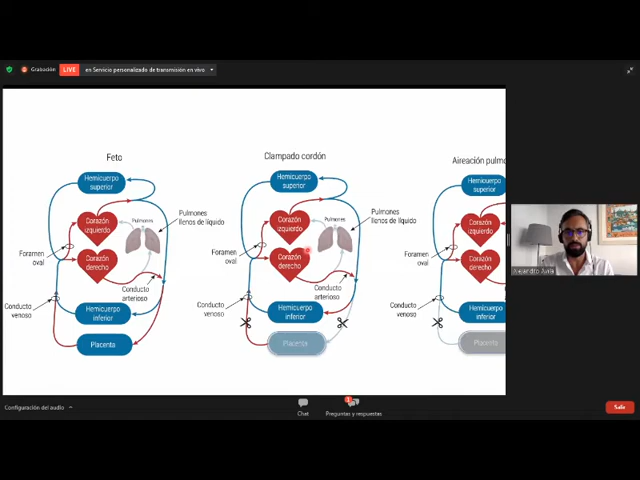 Grabación
LIVE
en Servicio personalizado de transmisión en vivo
Feto
Hemicuerpo
superior
Corazón
izquierdo
Pulmones
Pulmones
llenos de líquido
Foramen
oval
Corazón
derecho
Conducto
arterioso
Conducto
venoso
Hemicuerpo
inferior
Placenta
Clampado cordón
Hemicuerpo
superior
Corazón
izquierdo
Pulmones
Pulmones
llenos de líquido
Foramen
oval
Corazón
derecho
Conducto
arterioso
Conducto
venoso
Hemicuerpo
inferior
Placenta
Aireación pulmo
Hemicuerpo
superior
Corazón
izquierdo
Foramen
oval
Corazón
derecho
Conducto
venoso
Hemicuerpo
inferior
Placenta
Configuración del audio
Chat
Preguntas y respuestas
Salir